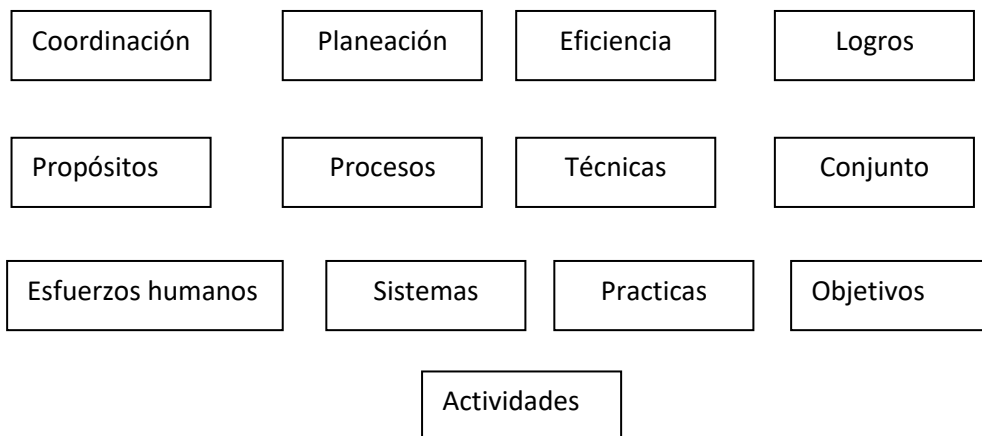 Coordinación
Planeación
Eficiencia
Logros
Propósitos
Procesos
Técnicas
Conjunto
Esfuerzos humanos
Sistemas
Practicas
Objetivos
Actividades